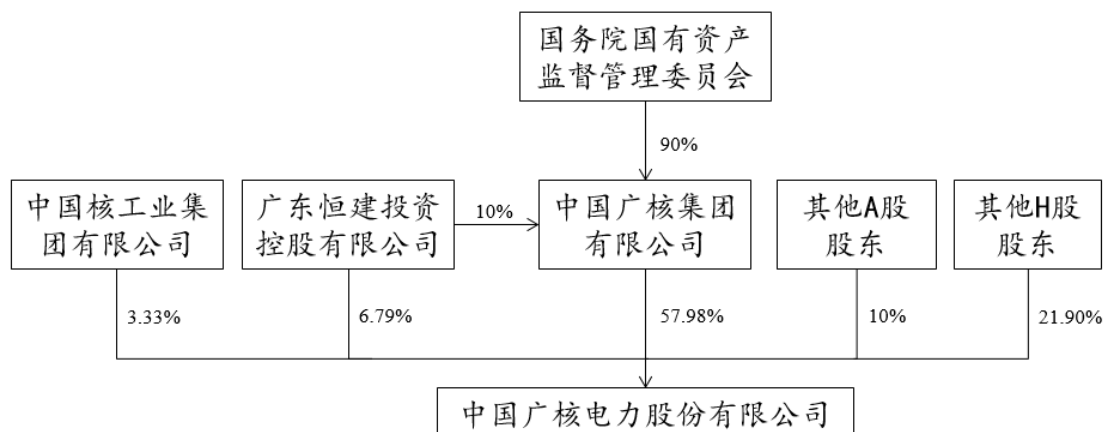 国务院国有资产
监督管理委员会
90%
中国核工业集
团有限公司
广东恒建投资
控股有限公司
10%
中国广核集团
有限公司
其他A股
股东
其他H股
股东
3.33%
6.79%
57.98%
10%
21.90%
中国广核电力股份有限公司